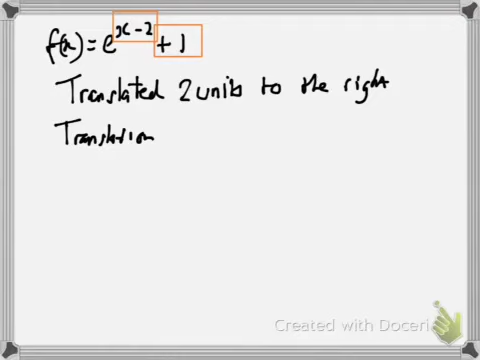 f(x) = e^{x-2} + 1
Translated 2 units to the right
Translation
Created with Doceri